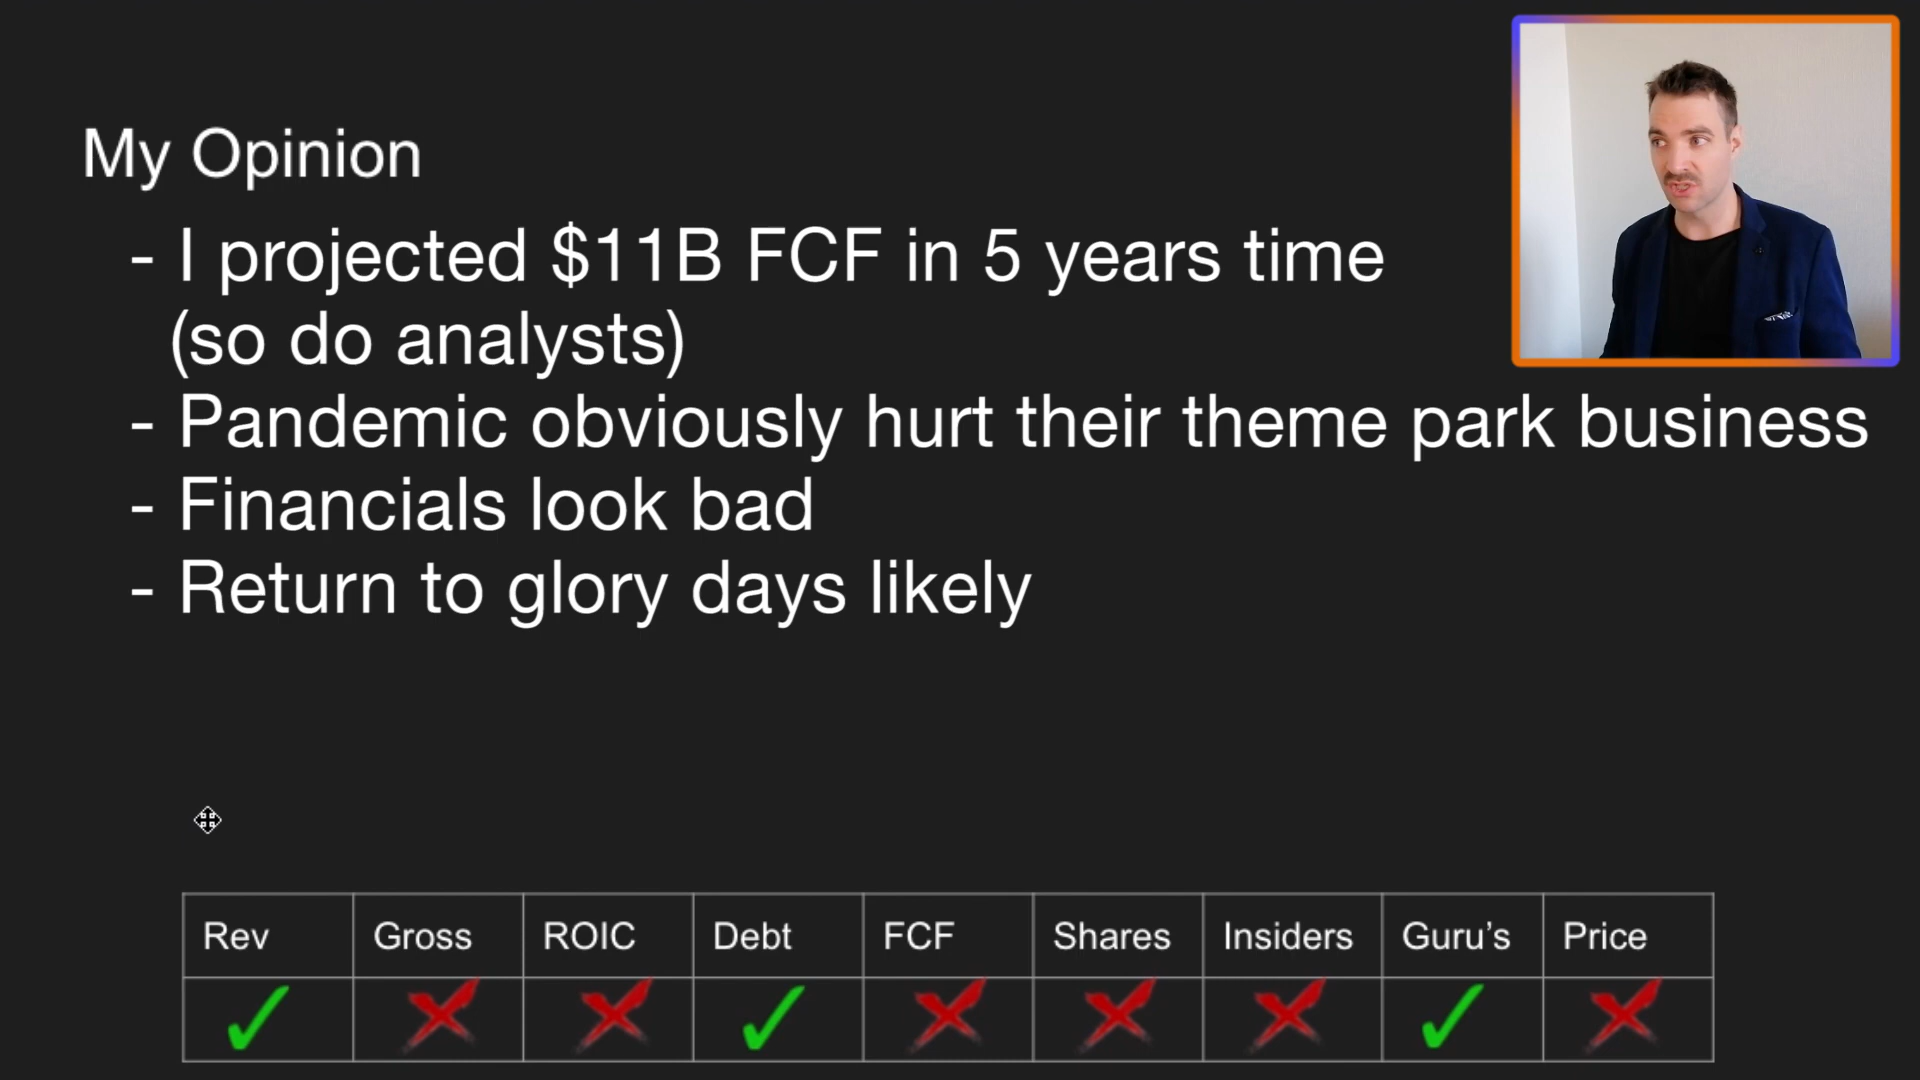 My Opinion
- I projected $11B FCF in 5 years time
(so do analysts)
- Pandemic obviously hurt their theme park business
- Financials look bad
- Return to glory days likely
Rev Gross ROIC Debt FCF Shares Insiders Guru's Price